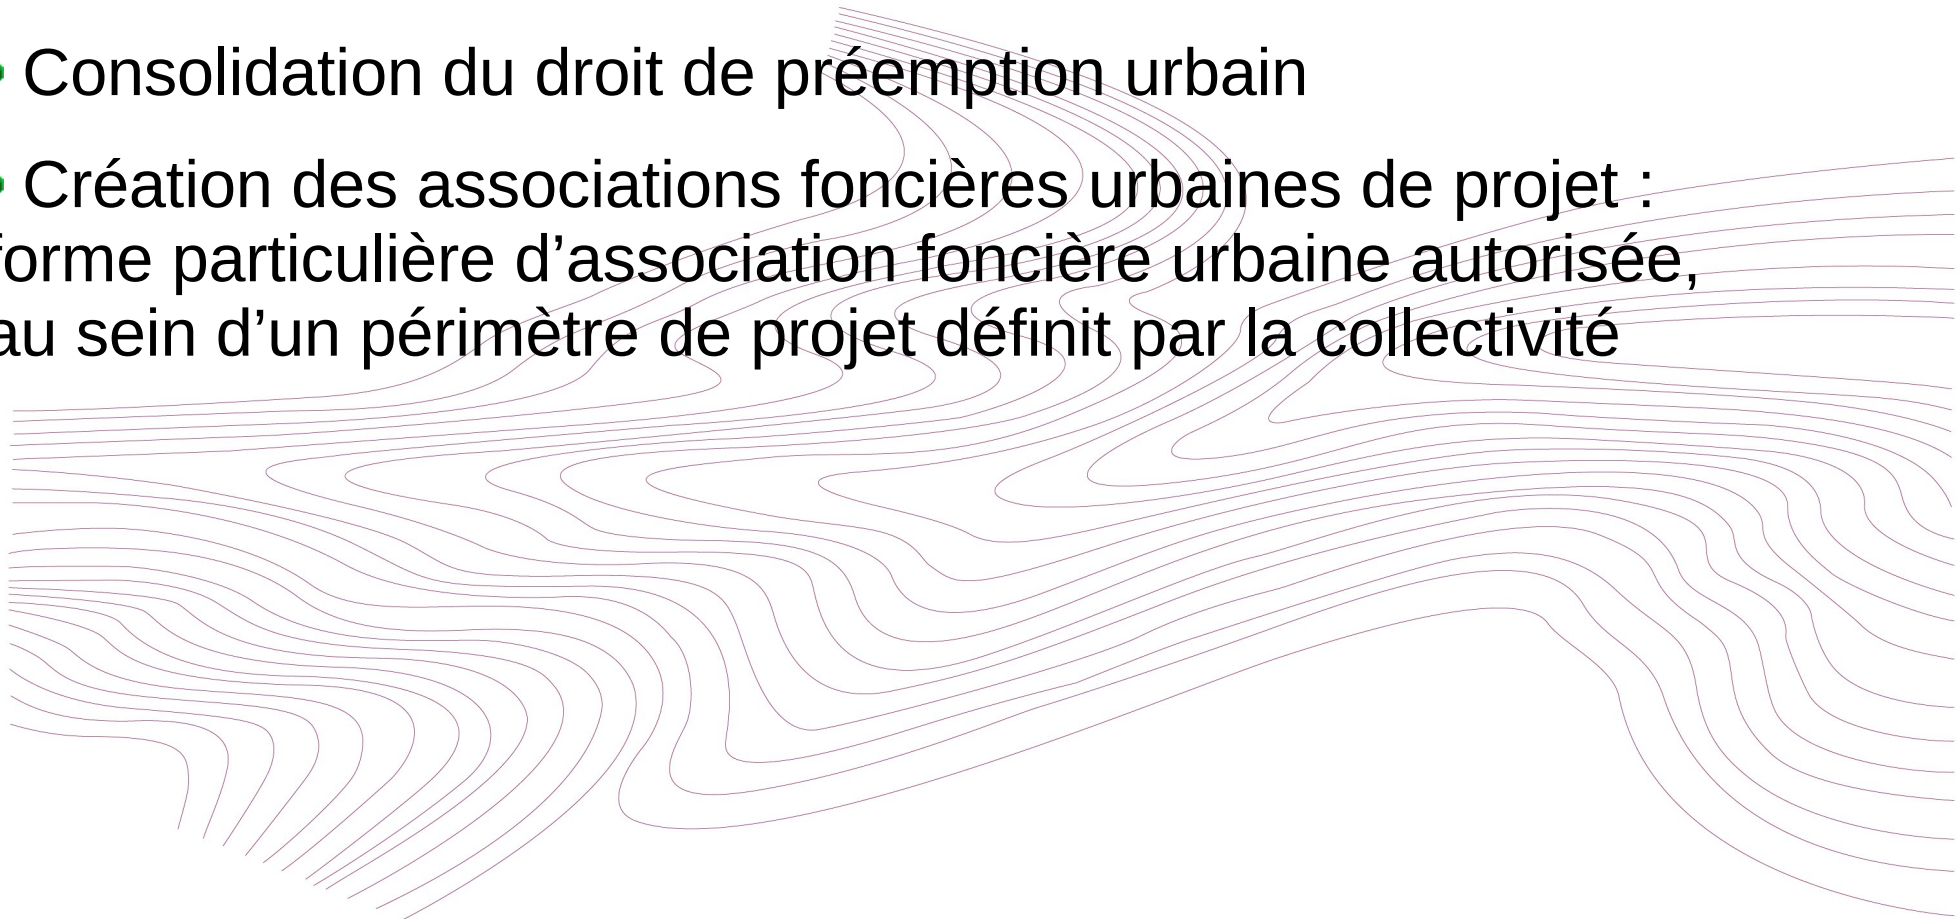 • Consolidation du droit de préemption urbain
• Création des associations foncières urbaines de projet :
forme particulière d’association foncière urbaine autorisée,
au sein d’un périmètre de projet définit par la collectivité